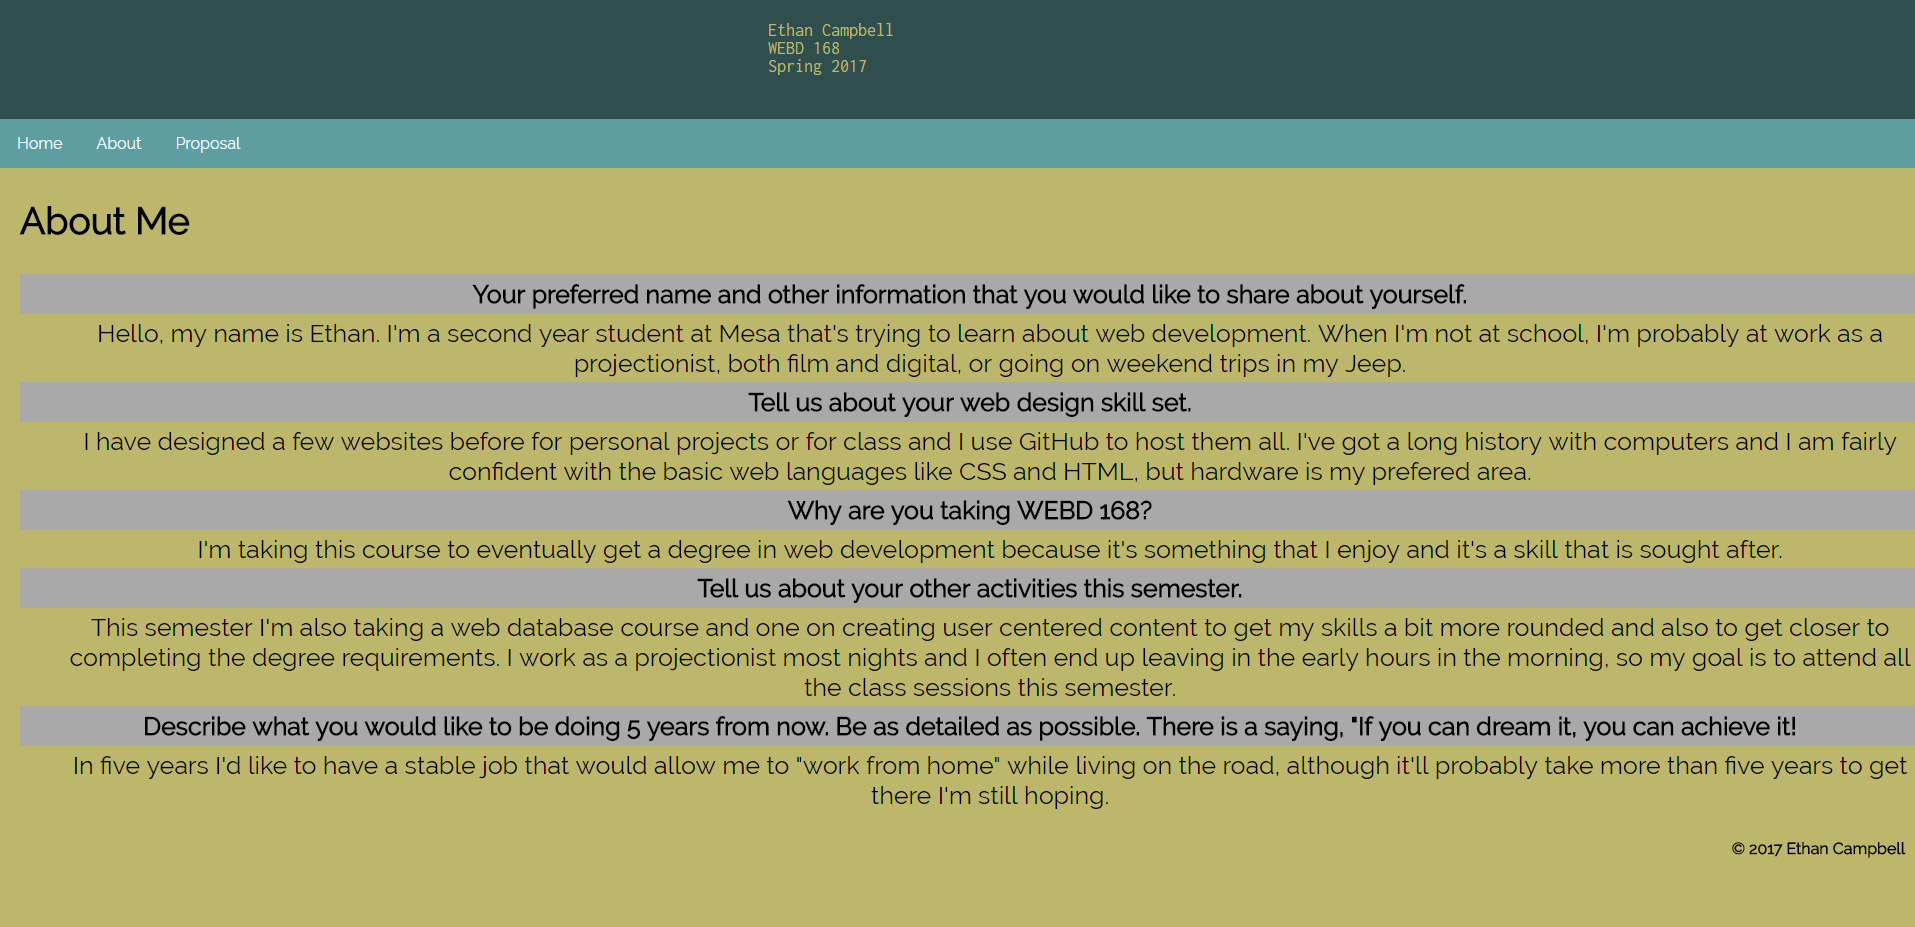 Ethan Campbell
WEBD 168
Spring 2017
Home About Proposal
About Me
Your preferred name and other information that you would like to share about yourself.
Hello, my name is Ethan. I'm a second year student at Mesa that's trying to learn about web development. When I'm not at school, I'm probably at work as a
projectionist, both film and digital, or going on weekend trips in my Jeep.
Tell us about your web design skill set.
I have designed a few websites before for personal projects or for class and I use GitHub to host them all. I've got a long history with computers and I am fairly
confident with the basic web languages like CSS and HTML, but hardware is my prefered area.
Why are you taking WEBD 168?
I'm taking this course to eventually get a degree in web development because it's something that I enjoy and it's a skill that is sought after.
Tell us about your other activities this semester.
This semester I'm also taking a web database course and one on creating user centered content to get my skills a bit more rounded and also to get closer to
completing the degree requirements. I work as a projectionist most nights and I often end up leaving in the early hours in the morning, so my goal is to attend all
the class sessions this semester.
Describe what you would like to be doing 5 years from now. Be as detailed as possible. There is a saying, "If you can dream it, you can achieve it!
In five years I'd like to have a stable job that would allow me to "work from home" while living on the road, although it'll probably take more than five years to get
there I'm still hoping.
© 2017 Ethan Campbell